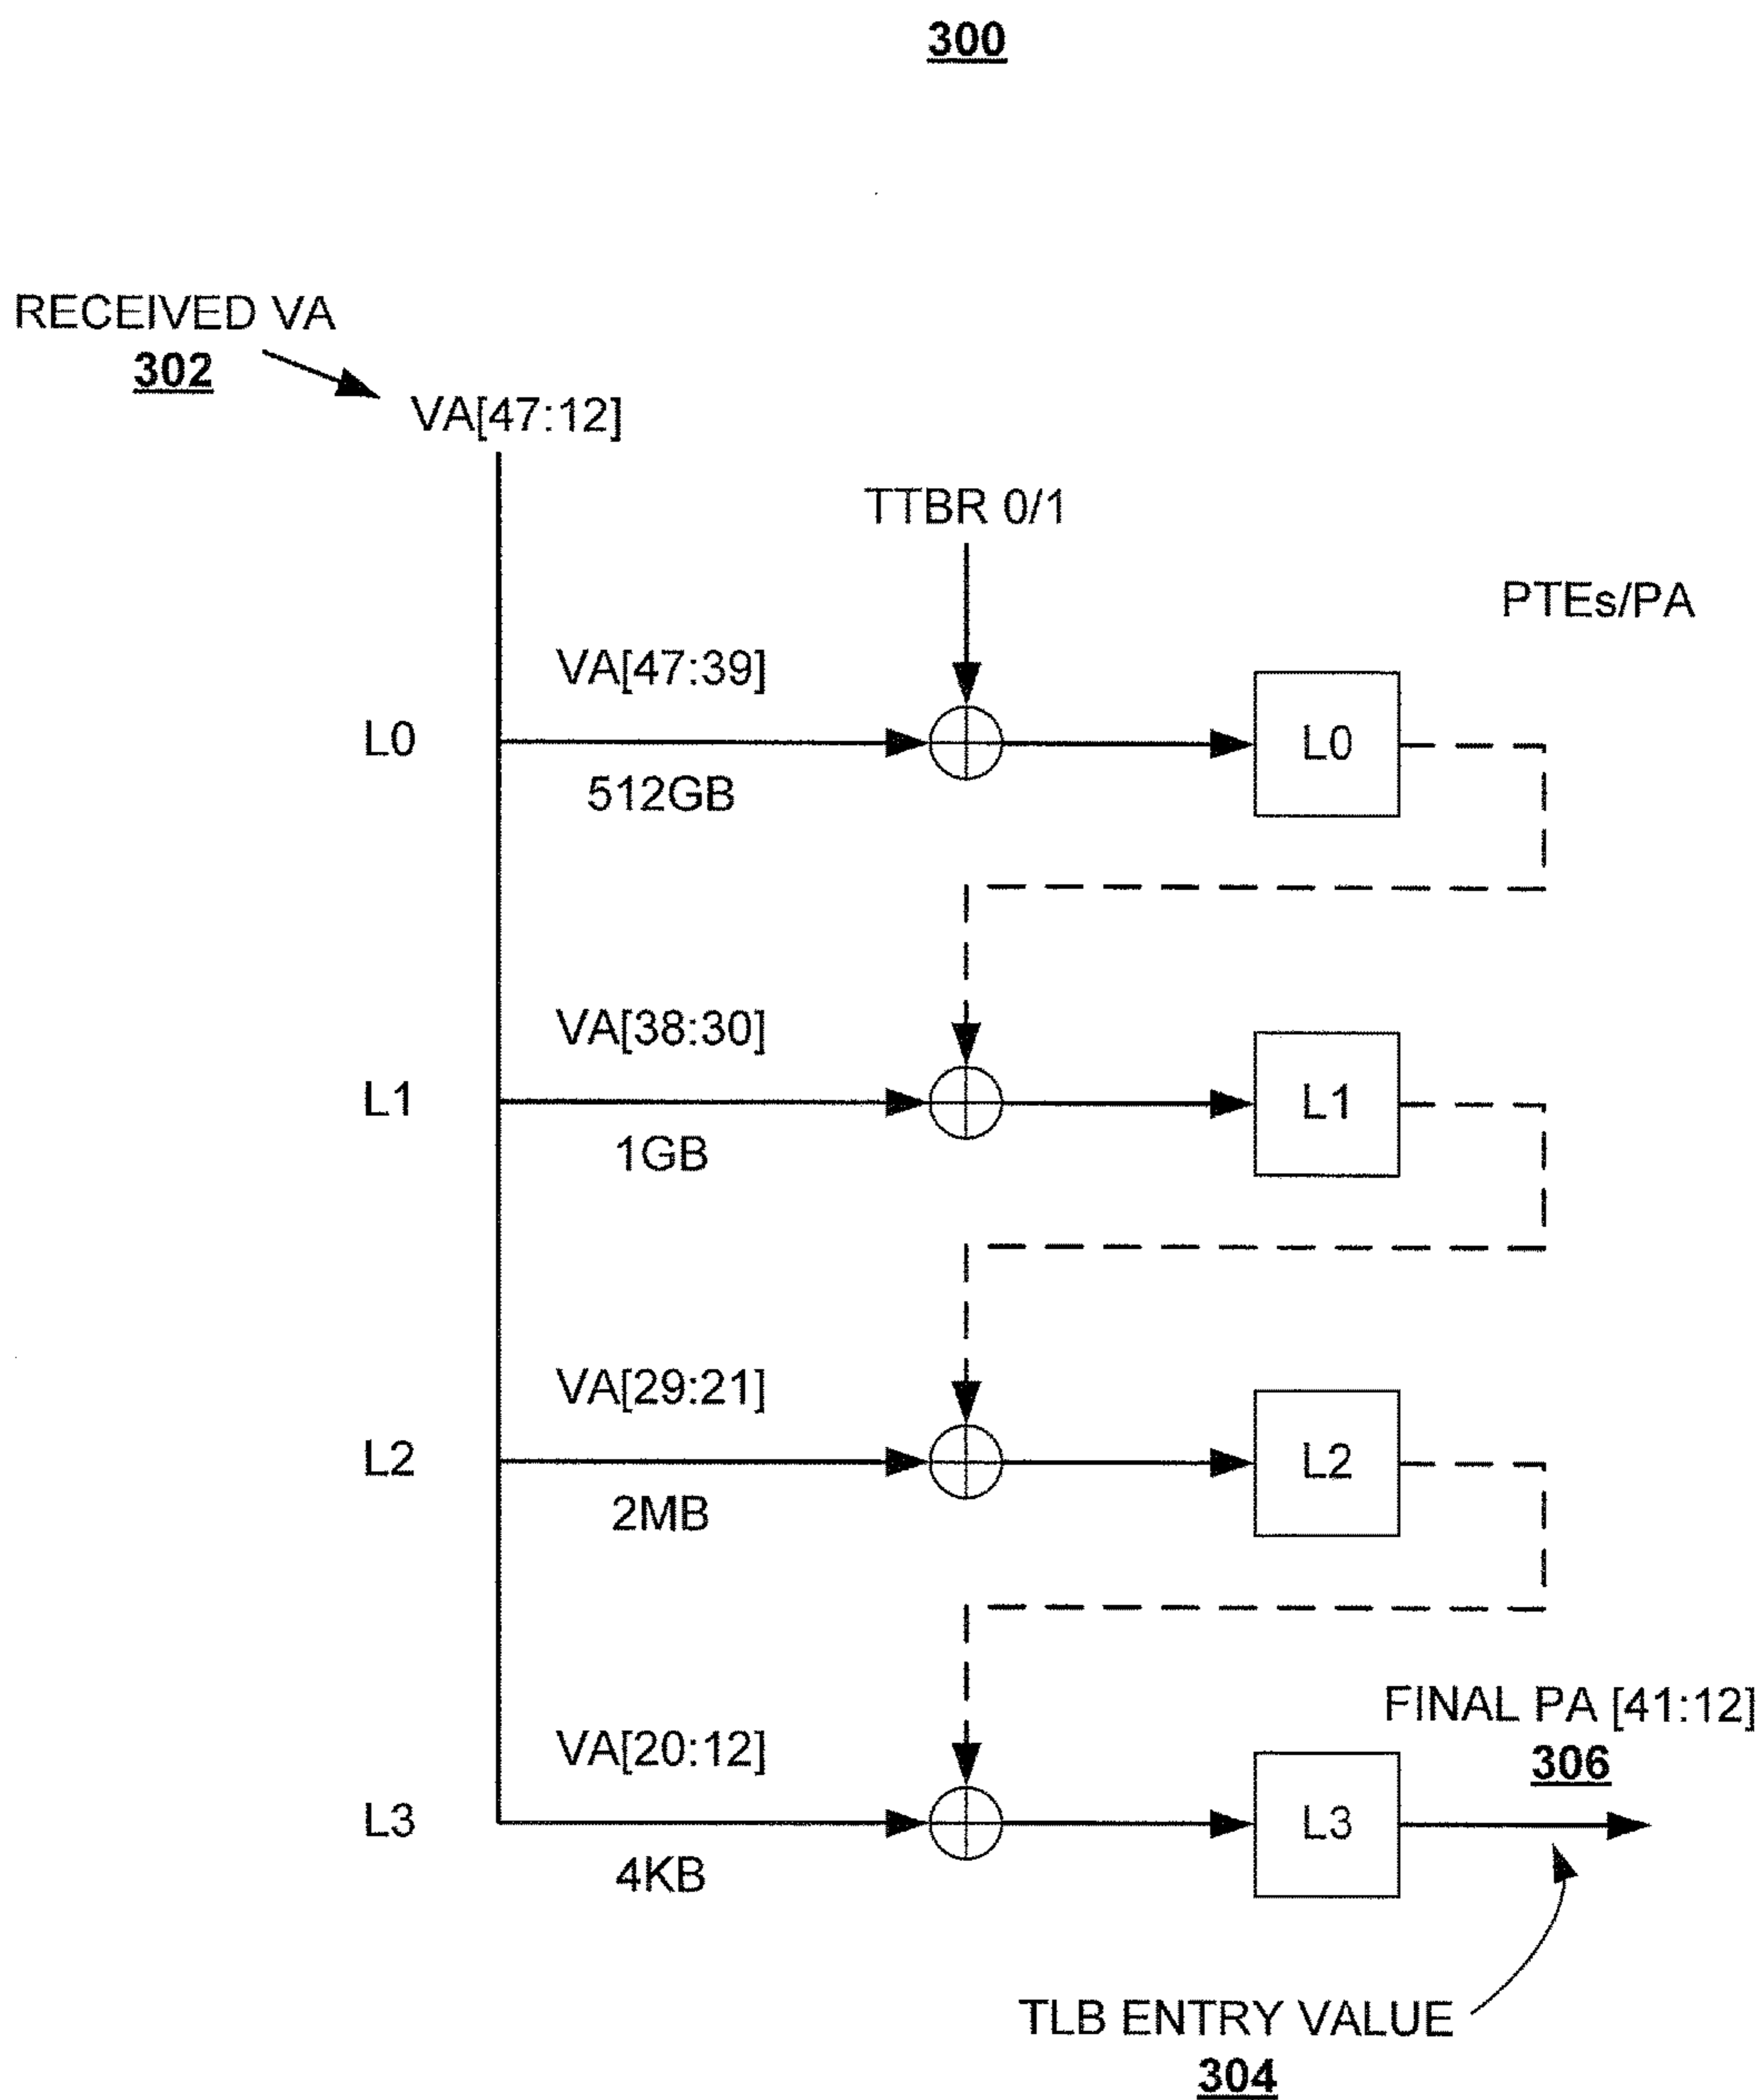 300
RECEIVED VA
302
VA[47:12]
TTBR 0/1
PTEs/PA
VA[47:39]
L0
L0
512GB
VA[38:30]
L1
L1
1GB
VA[29:21]
L2
L2
2MB
FINAL PA [41:12]
306
VA[20:12]
L3
L3
4KB
TLB ENTRY VALUE
304